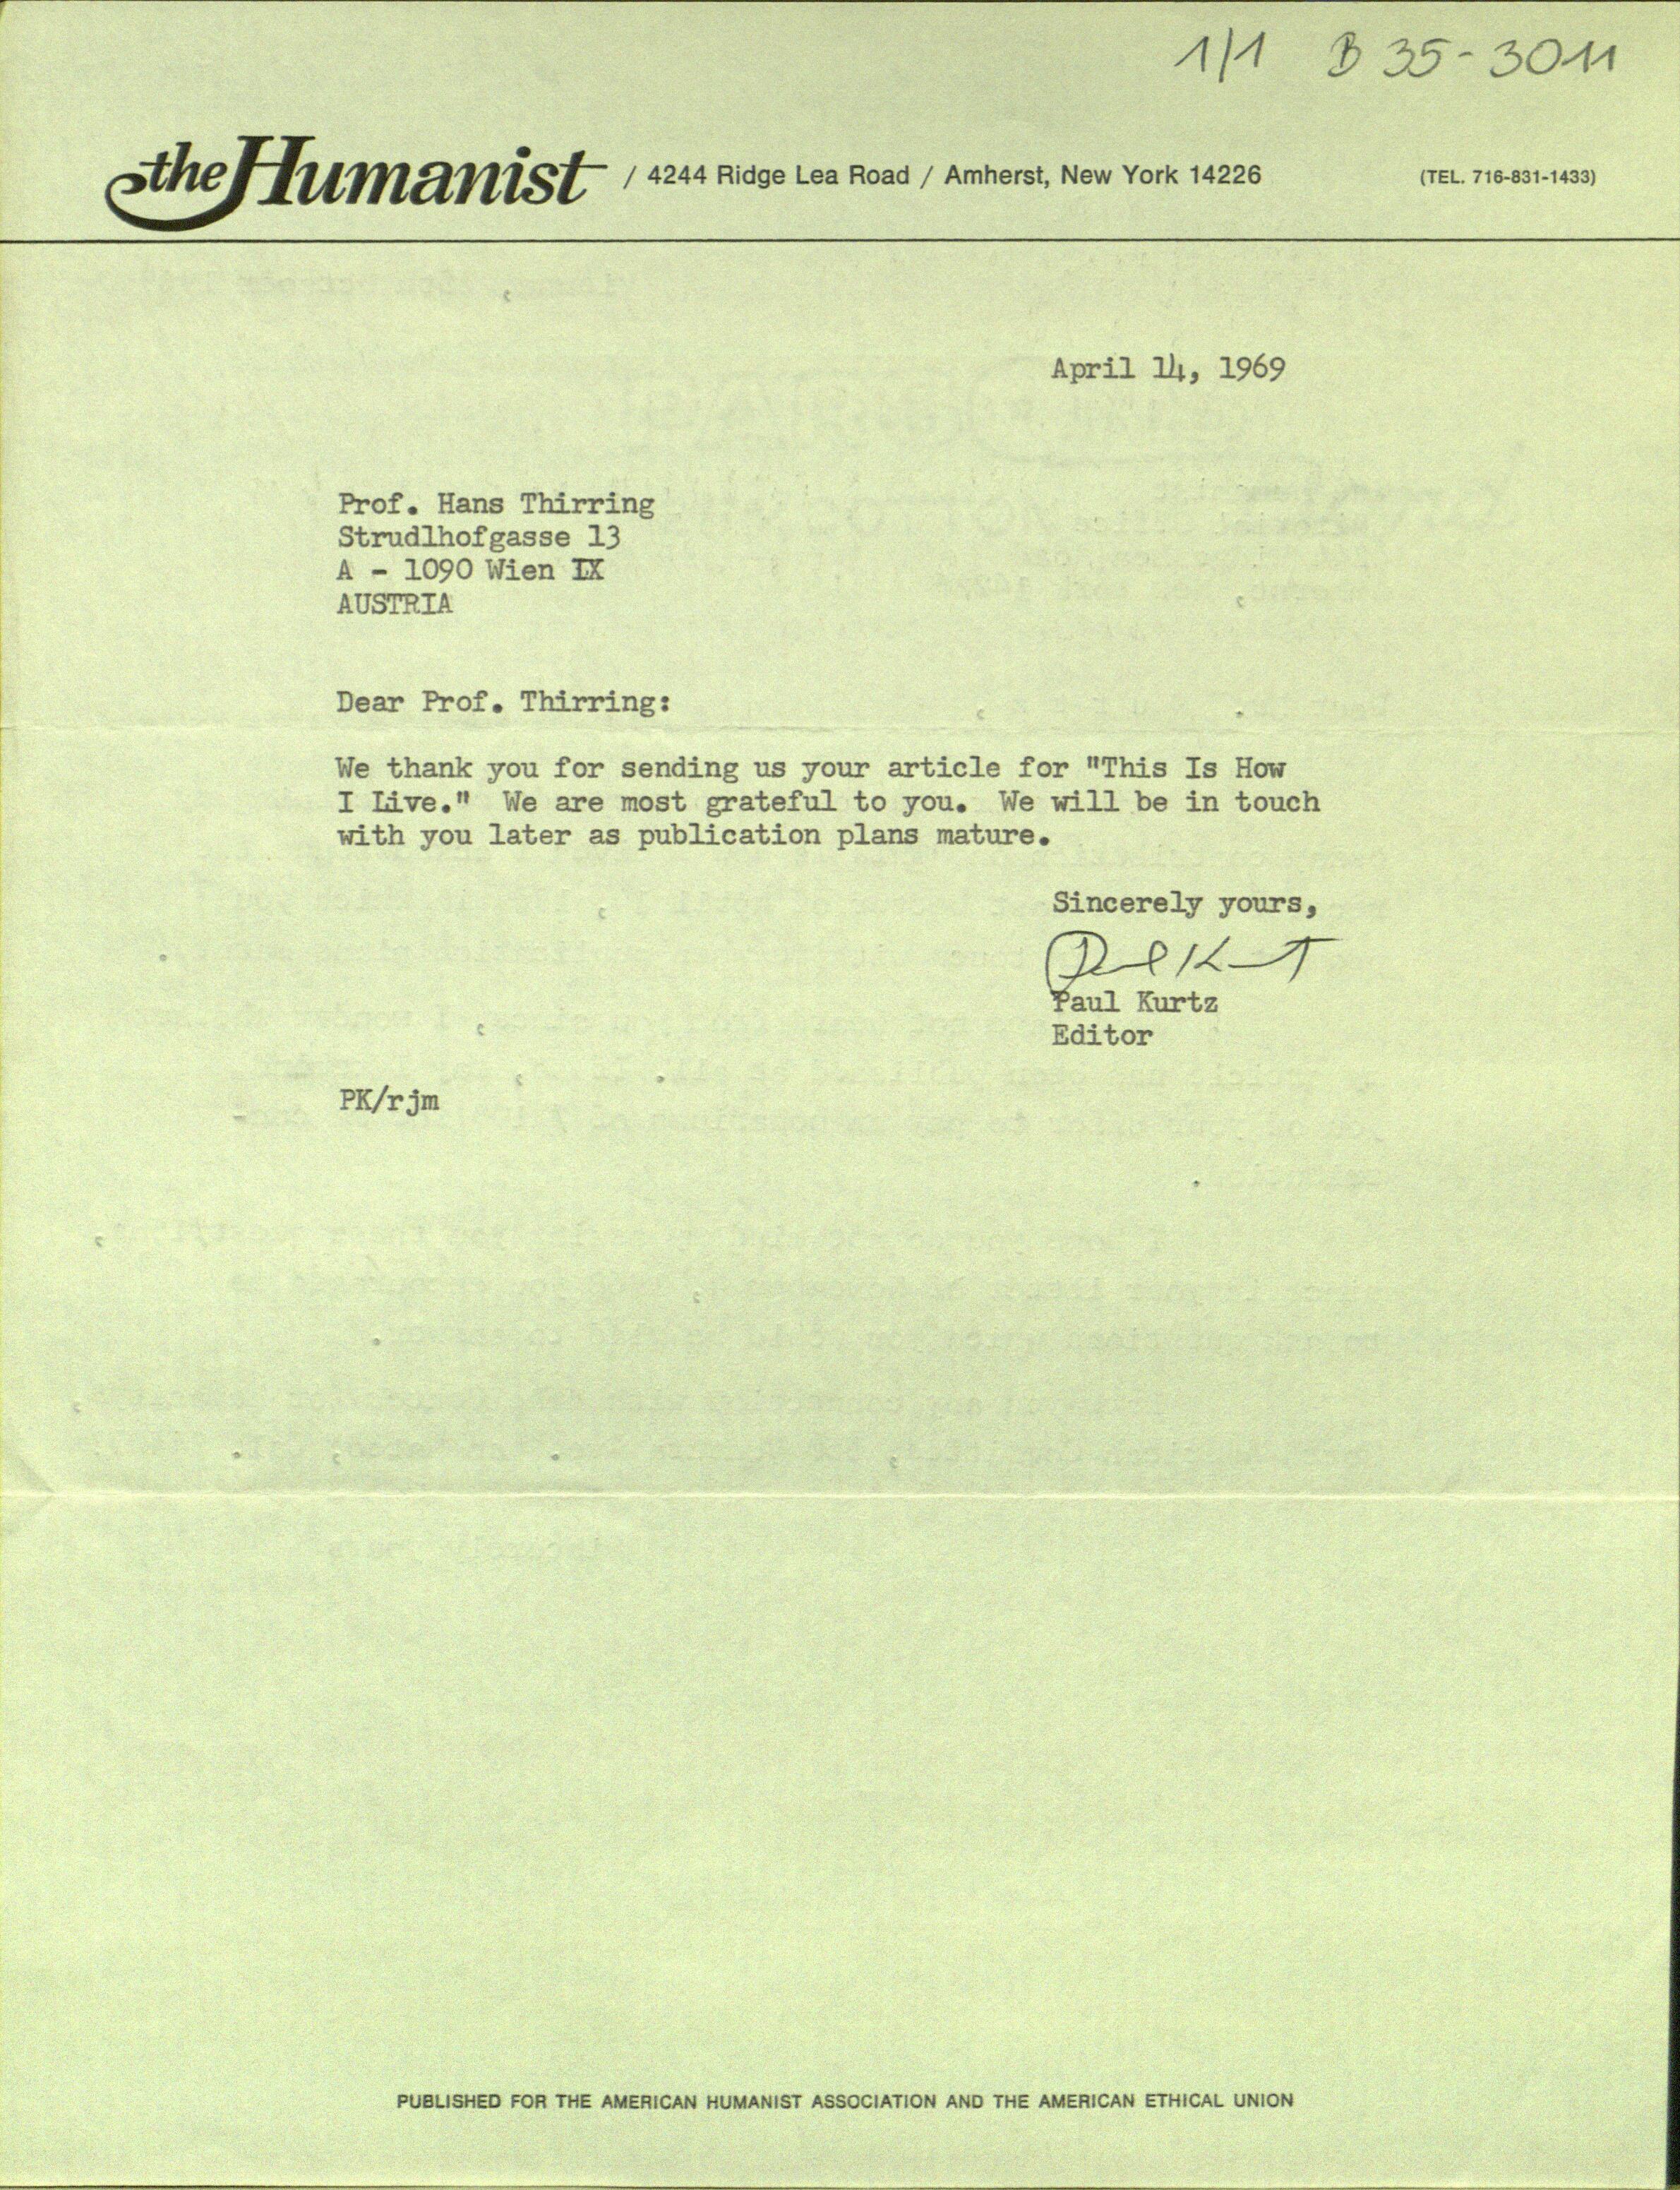 1/1 B 35-3011
the Humanist / 4244 Ridge Lea Road / Amherst, New York 14226 (TEL. 716-831-1433)
April 14, 1969
Prof. Hans Thirring
Strudlhofgasse 13
A - 1090 Wien IX
AUSTRIA
Dear Prof. Thirring:
We thank you for sending us your article for "This Is How
I Live." We are most grateful to you. We will be in touch
with you later as publication plans mature.
Sincerely yours,
Paul Kurtz
Paul Kurtz
Editor
PK/rjm
PUBLISHED FOR THE AMERICAN HUMANIST ASSOCIATION AND THE AMERICAN ETHICAL UNION